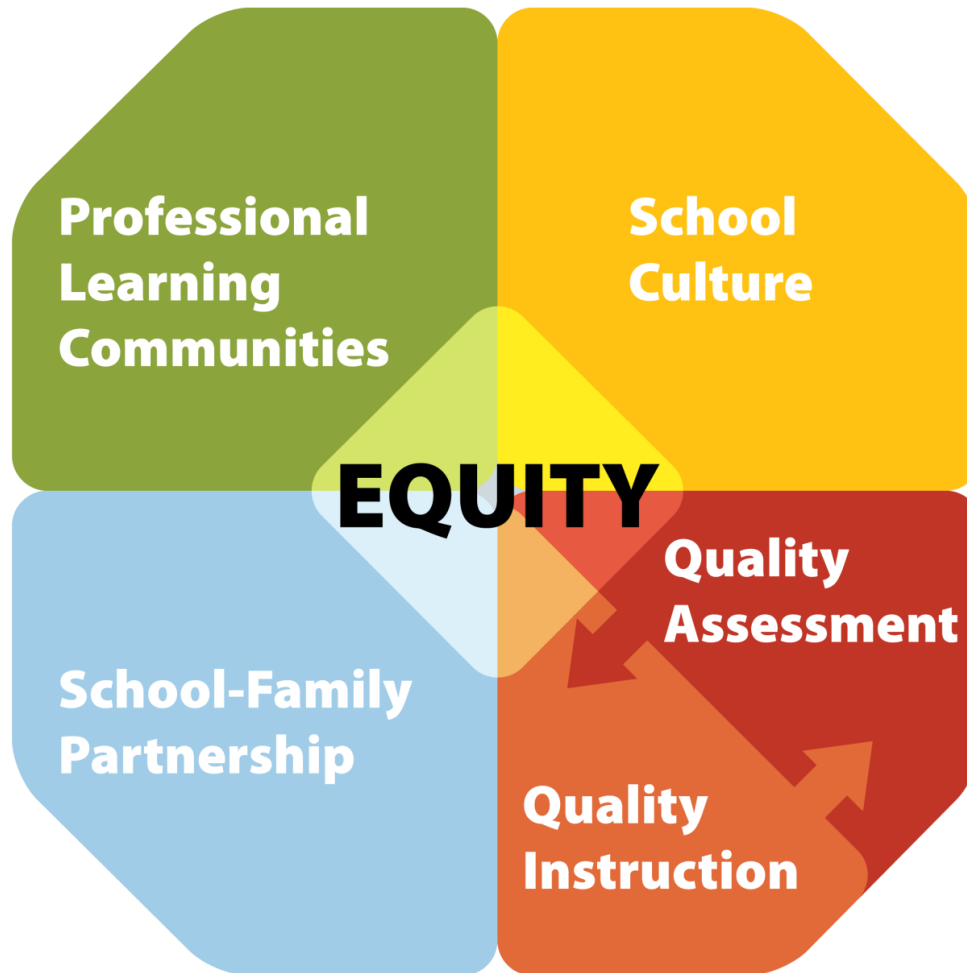 Professional
Learning
Communities
School
Culture
EQUITY
Quality
Assessment
School-Family
Partnership
Quality
Instruction